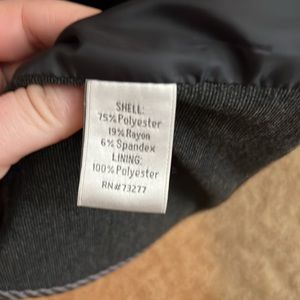 SHELL:
75% Polyester
19% Rayon
6% Spandex
LINING:
100% Polyester
RN# 73277